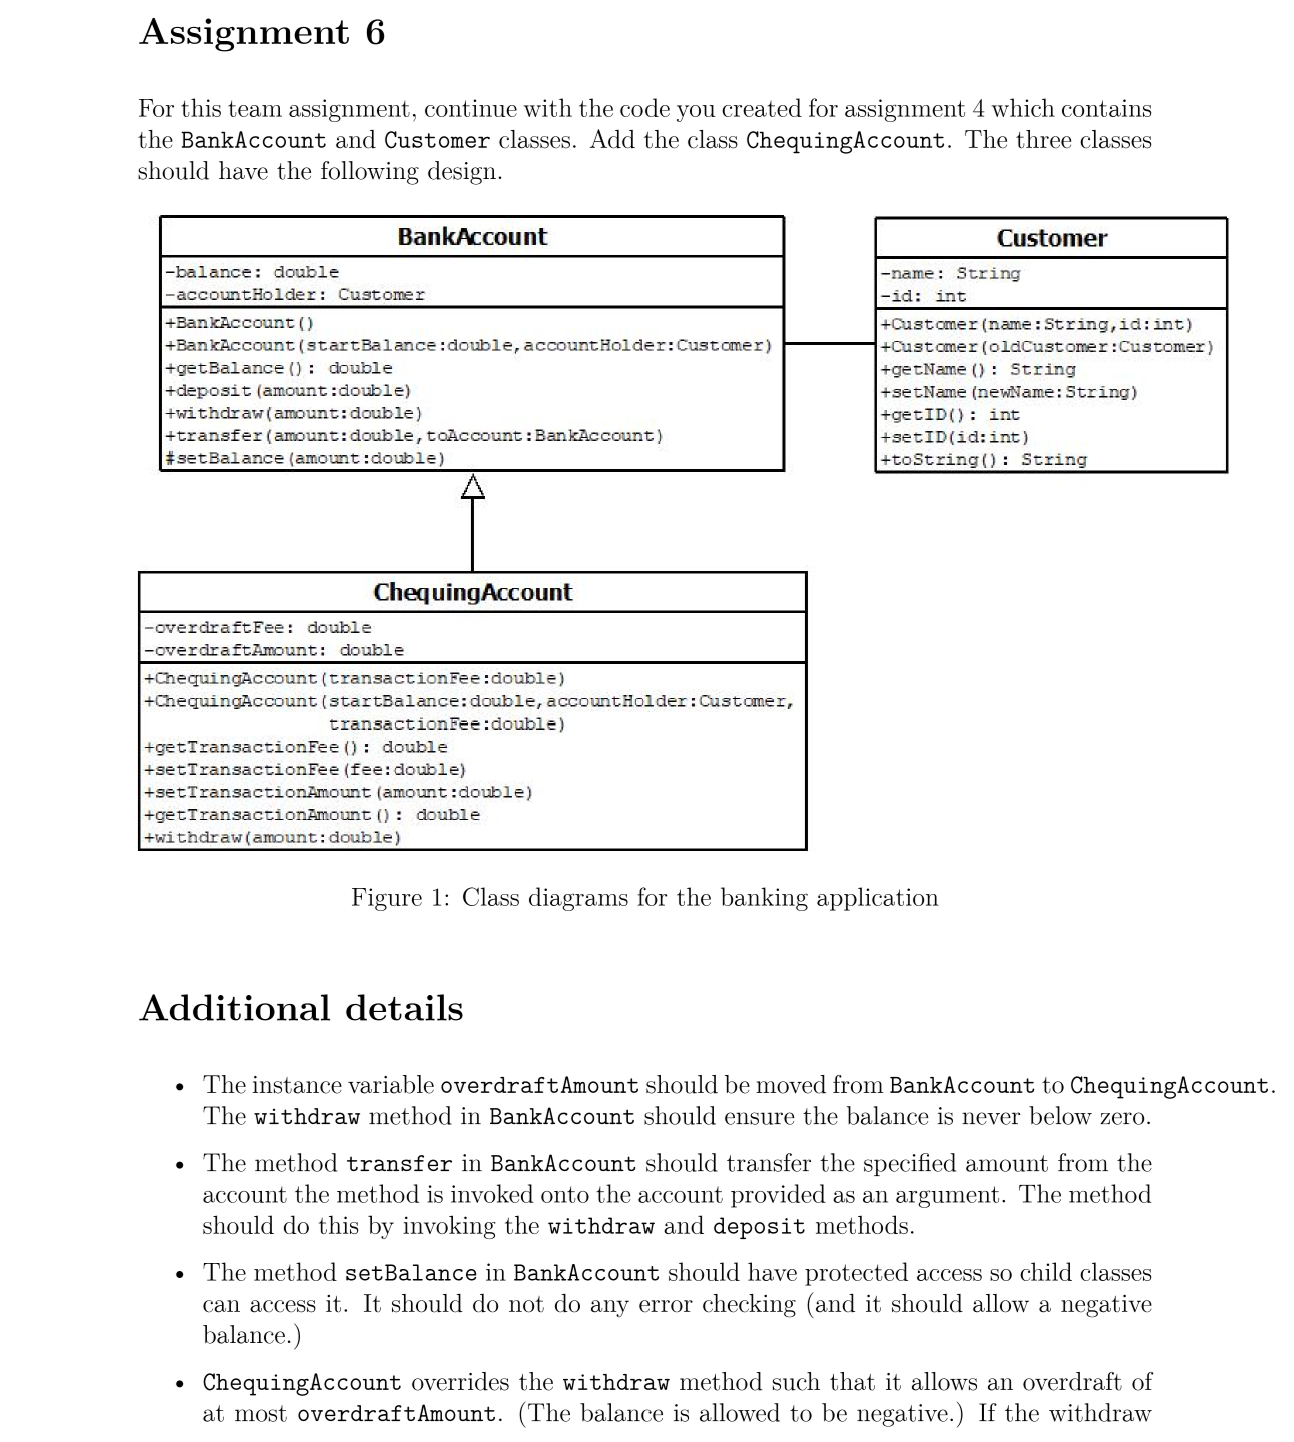 Assignment 6
For this team assignment, continue with the code you created for assignment 4 which contains
the BankAccount and Customer classes. Add the class ChequingAccount. The three classes
should have the following design.
BankAccount
-balance: double
-accountHolder: Customer
+BankAccount()
+BankAccount(startBalance:double,accountHolder:Customer)
+getBalance(): double
+deposit(amount:double)
+withdraw(amount:double)
+transfer(amount:double,toAccount:BankAccount)
#setBalance(amount:double)
Customer
-name: String
-id: int
+Customer(name:String,id:int)
+Customer(oldCustomer:Customer)
+getName(): String
+setName(newName:String)
+getID(): int
+setID(id:int)
+toString(): String
ChequingAccount
-overdraftFee: double
-overdraftAmount: double
+ChequingAccount(transactionFee:double)
+ChequingAccount(startBalance:double,accountHolder:Customer,
transactionFee:double)
+getTransactionFee(): double
+setTransactionFee(fee:double)
+setTransactionAmount(amount:double)
+getTransactionAmount(): double
+withdraw(amount:double)
Figure 1: Class diagrams for the banking application
Additional details
• The instance variable overdraftAmount should be moved from BankAccount to ChequingAccount.
The withdraw method in BankAccount should ensure the balance is never below zero.
• The method transfer in BankAccount should transfer the specified amount from the
account the method is invoked onto the account provided as an argument. The method
should do this by invoking the withdraw and deposit methods.
• The method setBalance in BankAccount should have protected access so child classes
can access it. It should do not do any error checking (and it should allow a negative
balance.)
• ChequingAccount overrides the withdraw method such that it allows an overdraft of
at most overdraftAmount. (The balance is allowed to be negative.) If the withdraw